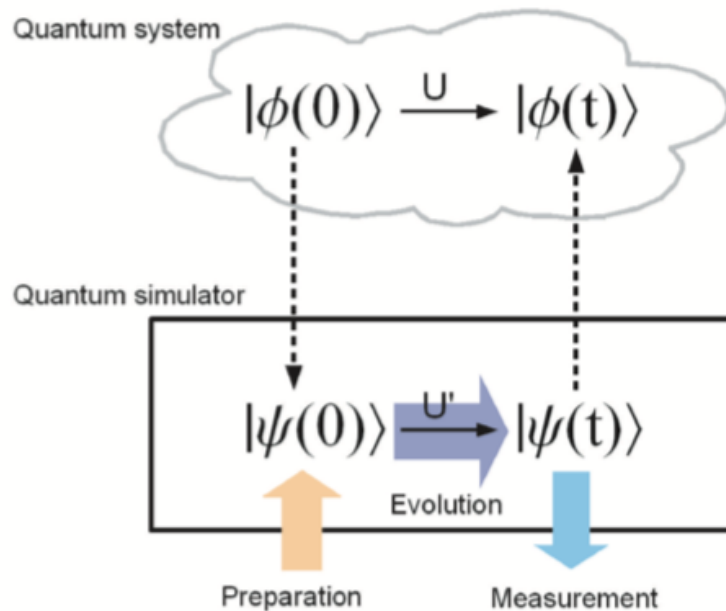 Quantum system
|ϕ(0)⟩ U |ϕ(t)⟩
Quantum simulator
|ψ(0)⟩ U' |ψ(t)⟩
Evolution
Preparation Measurement